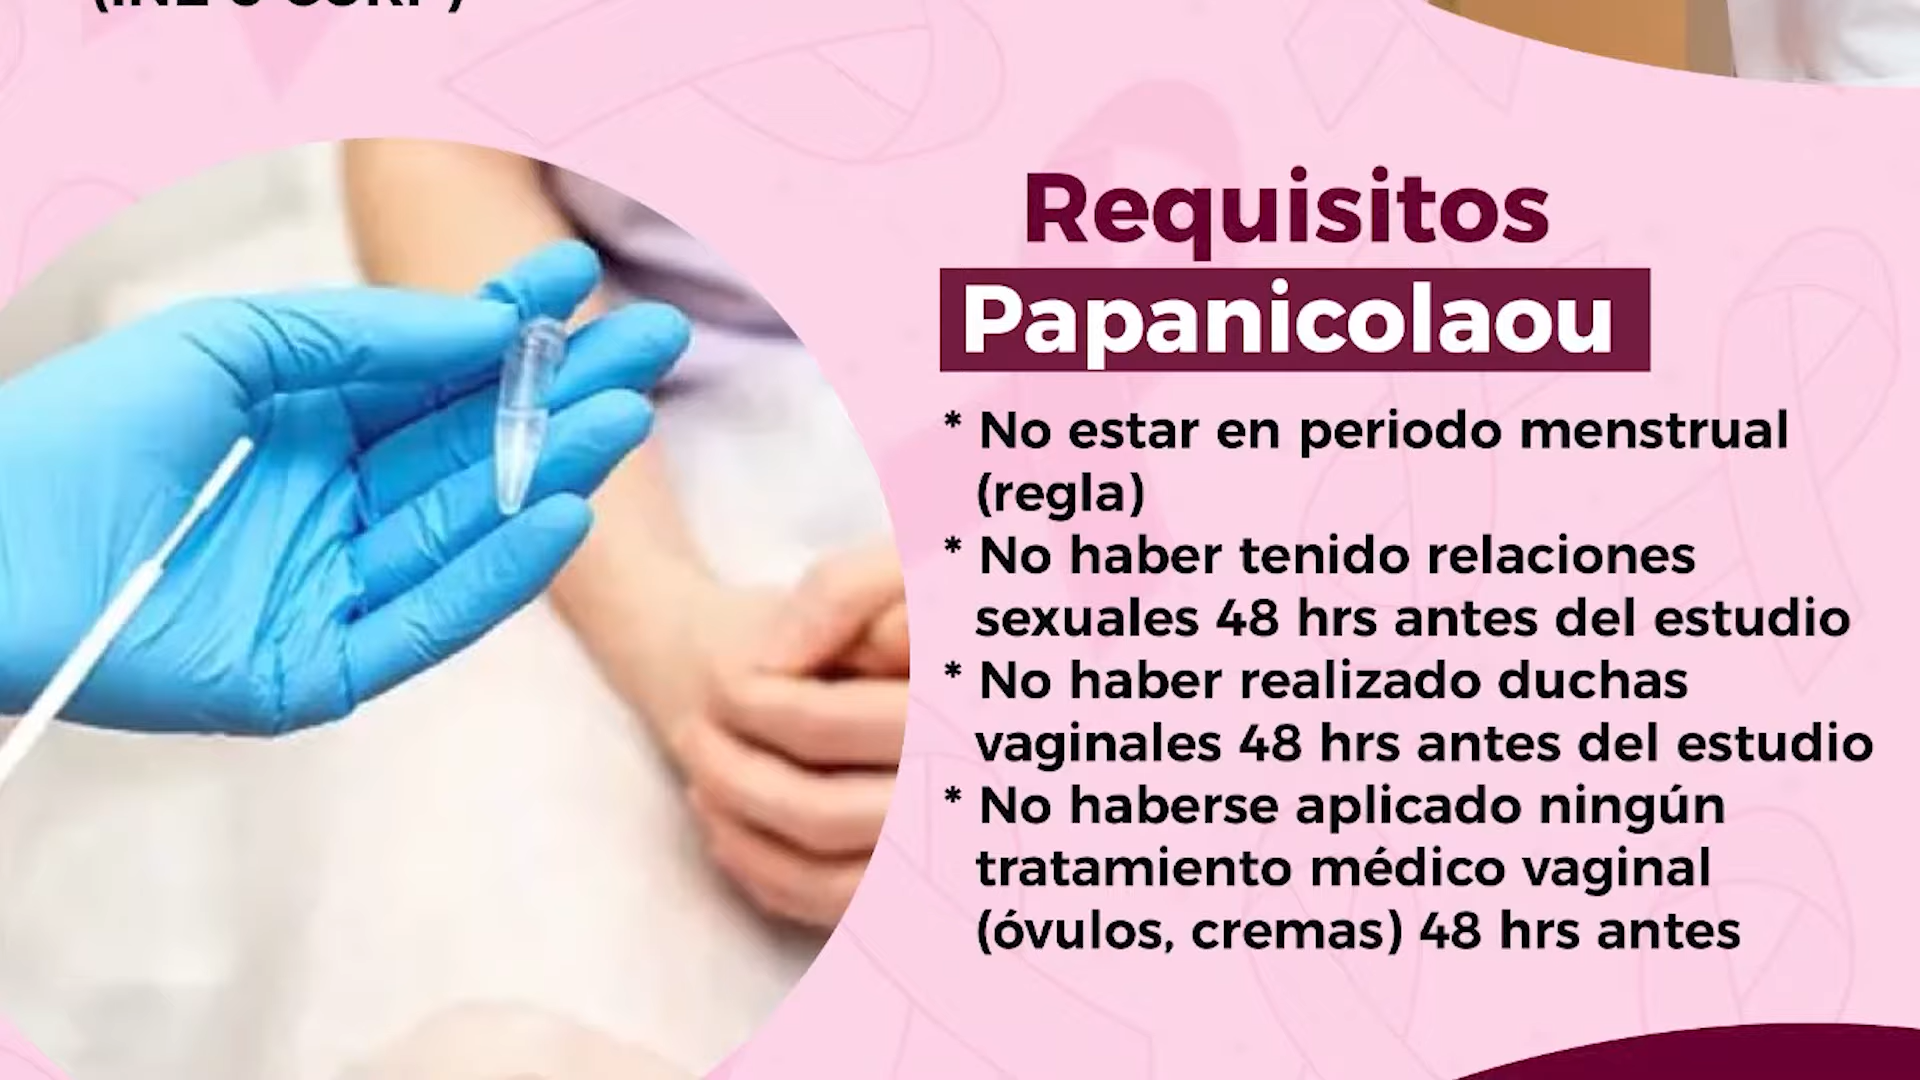 Requisitos
Papanicolaou
* No estar en periodo menstrual
(regla)
* No haber tenido relaciones
sexuales 48 hrs antes del estudio
* No haber realizado duchas
vaginales 48 hrs antes del estudio
* No haberse aplicado ningún
tratamiento médico vaginal
(óvulos, cremas) 48 hrs antes